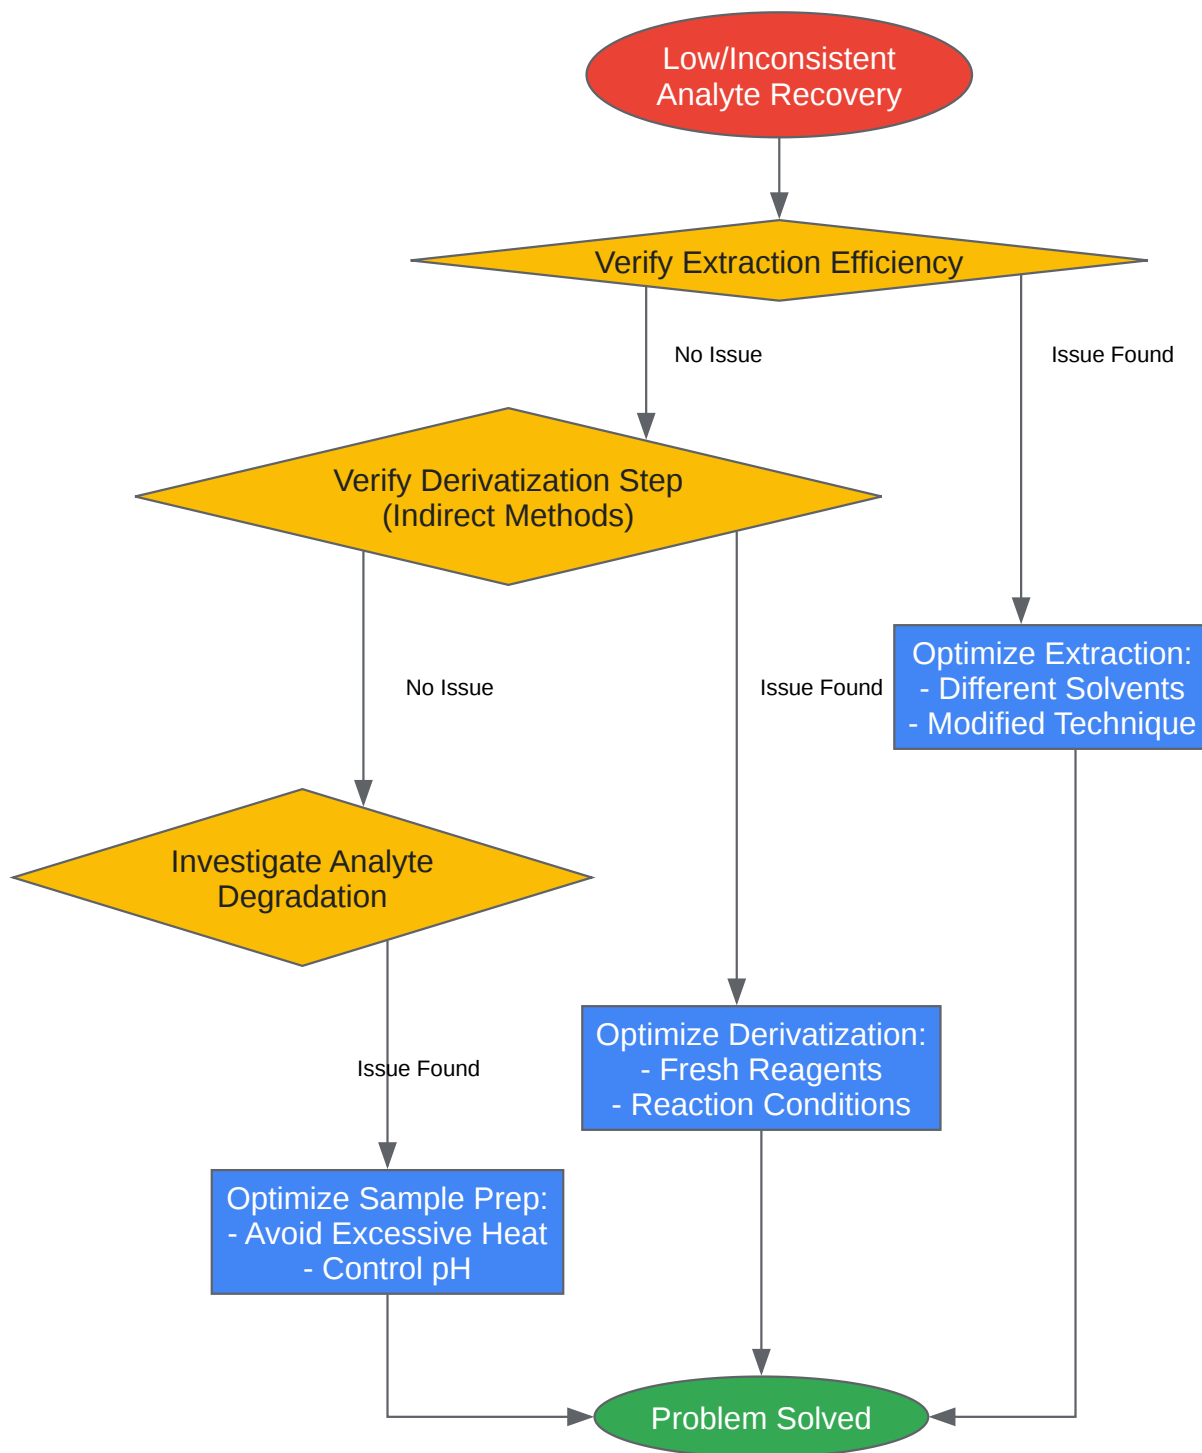 Low/Inconsistent
Analyte Recovery
Verify Extraction Efficiency
No Issue
Issue Found
Verify Derivatization Step
(Indirect Methods)
Optimize Extraction:
- Different Solvents
- Modified Technique
No Issue
Issue Found
Investigate Analyte
Degradation
Optimize Derivatization:
- Fresh Reagents
- Reaction Conditions
Issue Found
Optimize Sample Prep:
- Avoid Excessive Heat
- Control pH
Problem Solved